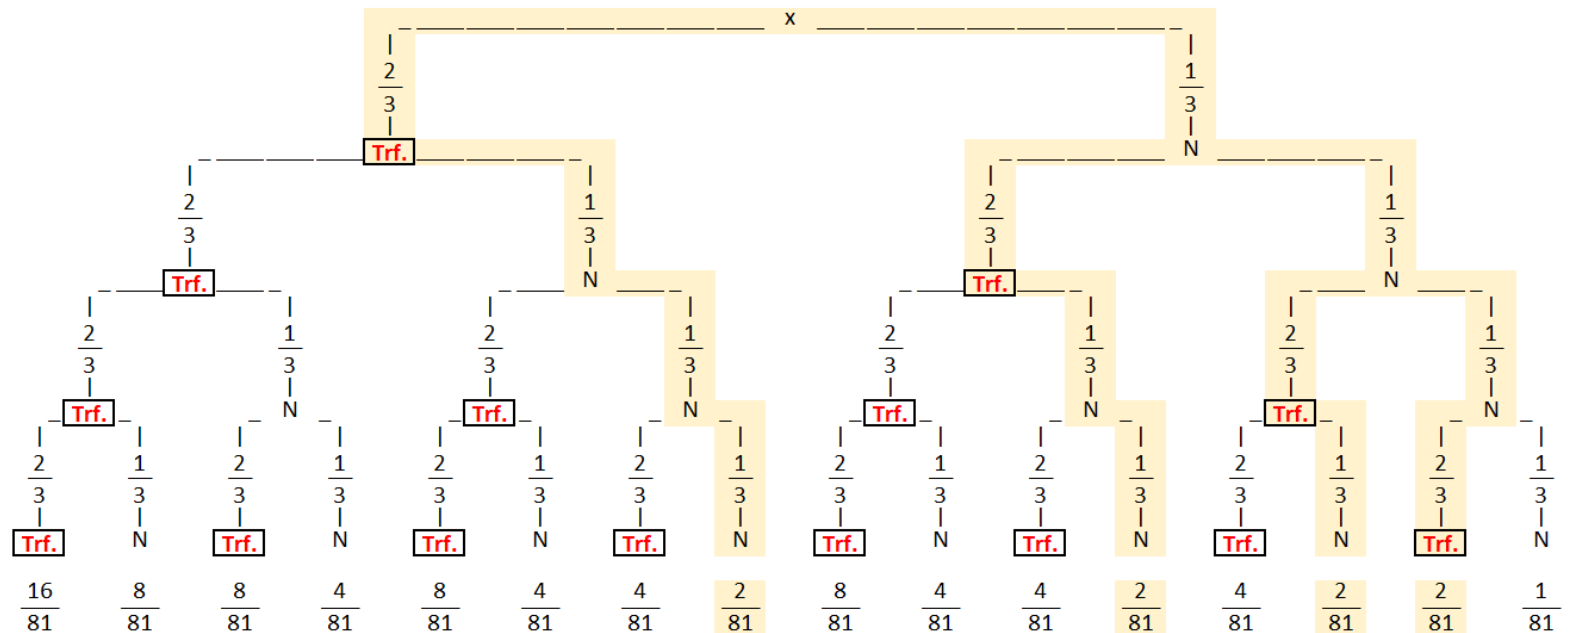 x
2 1
3 3
Trf. N
2 1 2 1
3 3 3 3
Trf. N Trf. N
2 1 2 1 2 1 2 1
3 3 3 3 3 3 3 3
Trf. N Trf. N Trf. N Trf. N
2 1 2 1 2 1 2 1 2 1 2 1 2 1 2 1
3 3 3 3 3 3 3 3 3 3 3 3 3 3 3 3
Trf. N Trf. N Trf. N Trf. N Trf. N Trf. N Trf. N Trf. N
16 8 8 4 8 4 4 2 8 4 4 2 4 2 2 1
81 81 81 81 81 81 81 81 81 81 81 81 81 81 81 81